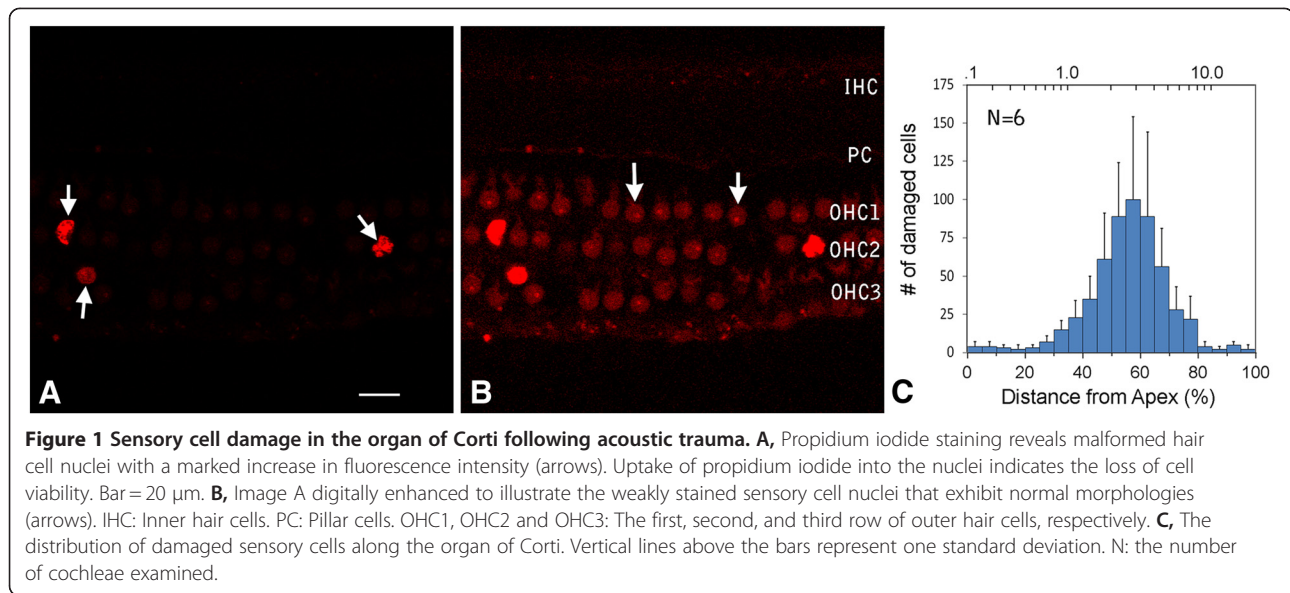 IHC
PC
OHC1
OHC2
OHC3
A
B
C
.1 1.0 10.0
N=6
175
150
125
100
75
50
25
0
# of damaged cells
0 20 40 60 80 100
Distance from Apex (%)
Figure 1 Sensory cell damage in the organ of Corti following acoustic trauma. A, Propidium iodide staining reveals malformed hair
cell nuclei with a marked increase in fluorescence intensity (arrows). Uptake of propidium iodide into the nuclei indicates the loss of cell
viability. Bar = 20 μm. B, Image A digitally enhanced to illustrate the weakly stained sensory cell nuclei that exhibit normal morphologies
(arrows). IHC: Inner hair cells. PC: Pillar cells. OHC1, OHC2 and OHC3: The first, second, and third row of outer hair cells, respectively. C, The
distribution of damaged sensory cells along the organ of Corti. Vertical lines above the bars represent one standard deviation. N: the number
of cochleae examined.